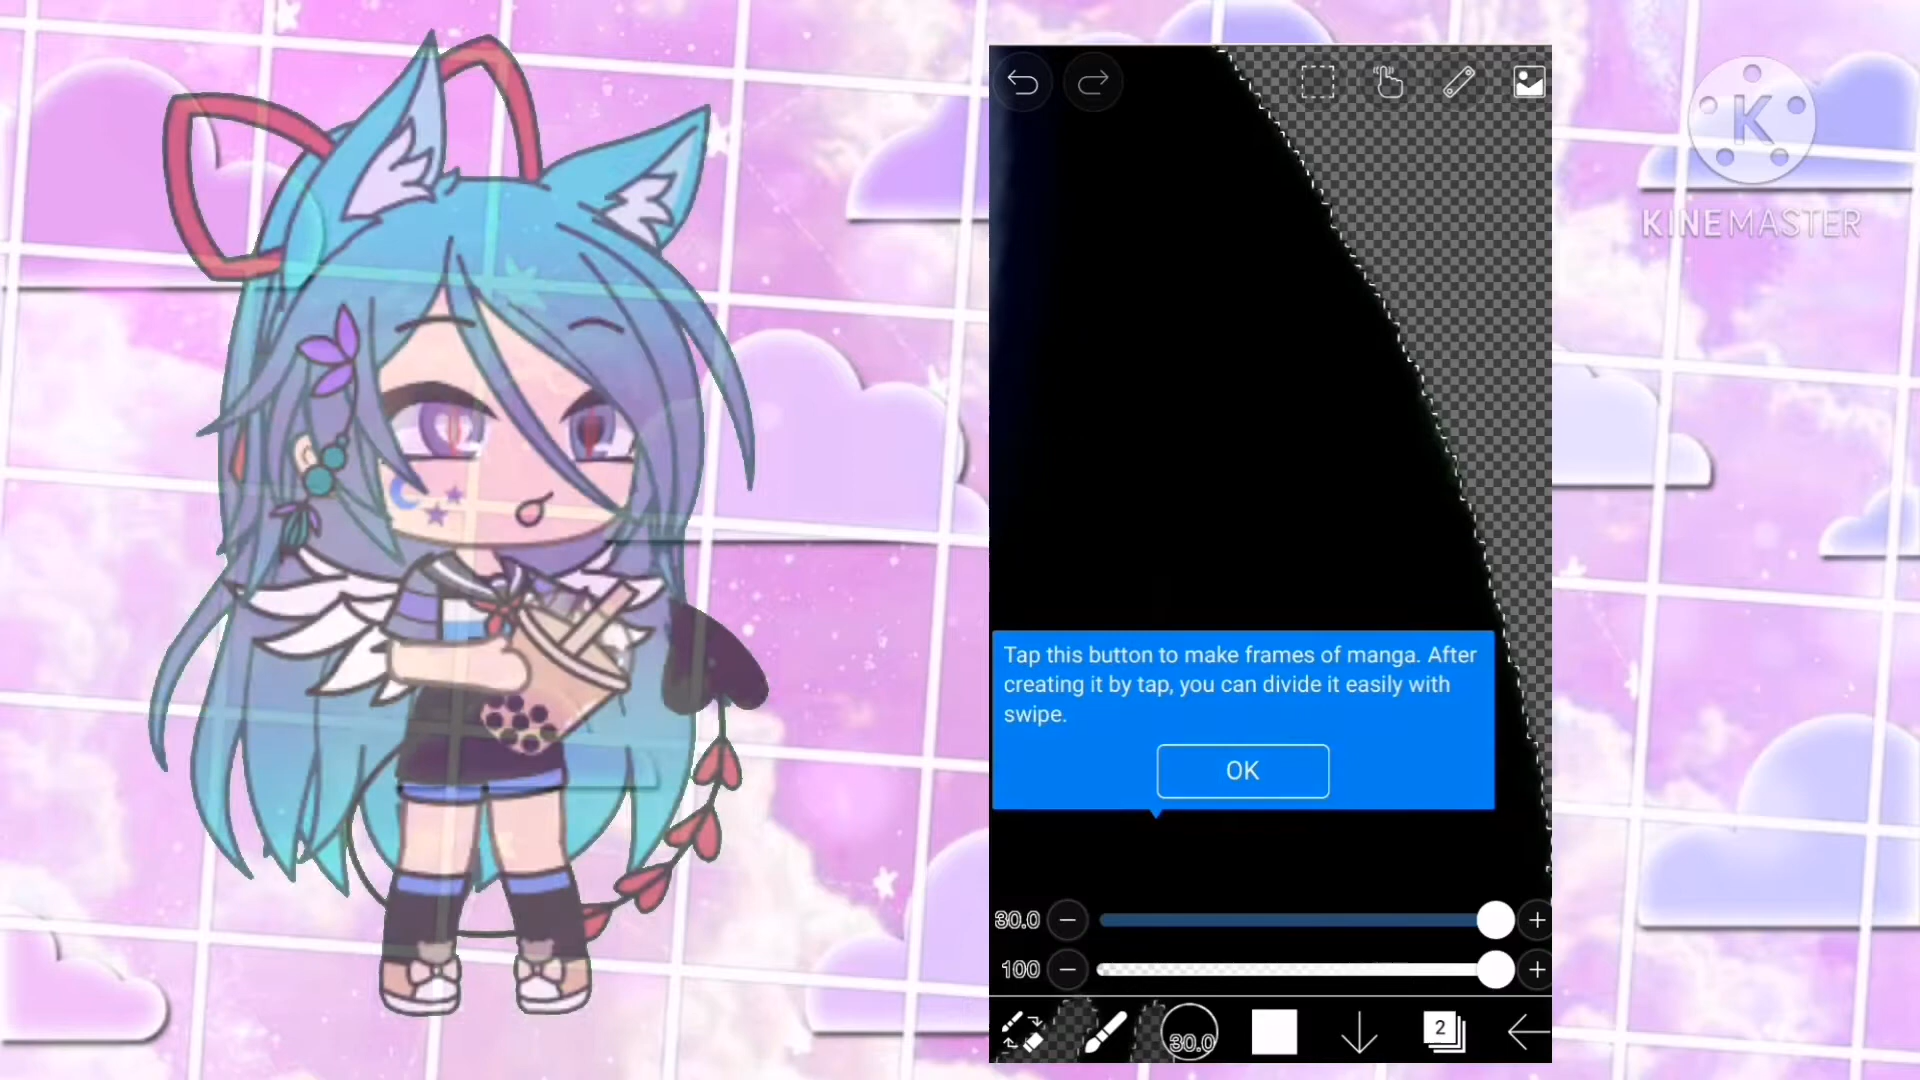 K
KINEMASTER
Tap this button to make frames of manga. After
creating it by tap, you can divide it easily with
swipe.
OK
30.0
100
30.0
2